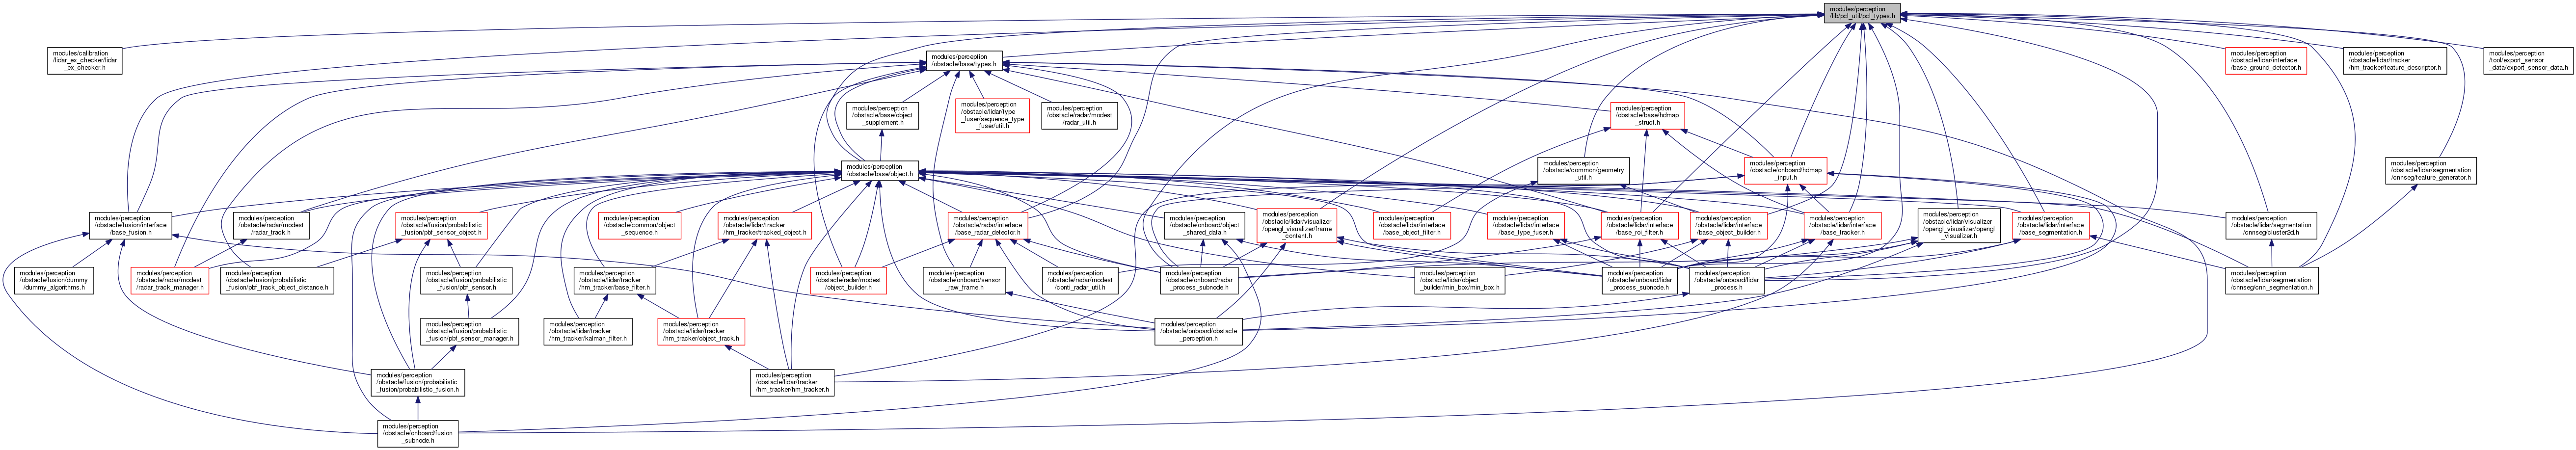 modules/perception
/lib/pcl_util/pcl_types.h
modules/calibration
/lidar_ex_checker/lidar
_ex_checker.h
modules/perception
/obstacle/base/types.h
modules/perception
/obstacle/lidar/interface
/base_ground_detector.h
modules/perception
/obstacle/lidar/tracker
/hm_tracker/feature_descriptor.h
modules/perception
/tool/export_sensor
_data/export_sensor_data.h
modules/perception
/obstacle/base/object
_supplement.h
modules/perception
/obstacle/lidar/type
_fuser/sequence_type
_fuser/util.h
modules/perception
/obstacle/radar/modest
/radar_util.h
modules/perception
/obstacle/base/hdmap
_struct.h
modules/perception
/obstacle/base/object.h
modules/perception
/obstacle/common/geometry
_util.h
modules/perception
/obstacle/onboard/hdmap
_input.h
modules/perception
/obstacle/lidar/segmentation
/cnnseg/feature_generator.h
modules/perception
/obstacle/fusion/interface
/base_fusion.h
modules/perception
/obstacle/radar/modest
/radar_track.h
modules/perception
/obstacle/fusion/probabilistic
_fusion/pbf_sensor_object.h
modules/perception
/obstacle/common/object
_sequence.h
modules/perception
/obstacle/lidar/tracker
/hm_tracker/tracked_object.h
modules/perception
/obstacle/radar/interface
/base_radar_detector.h
modules/perception
/obstacle/onboard/object
_shared_data.h
modules/perception
/obstacle/lidar/visualizer
/opengl_visualizer/frame
_content.h
modules/perception
/obstacle/lidar/interface
/base_object_filter.h
modules/perception
/obstacle/lidar/interface
/base_type_fuser.h
modules/perception
/obstacle/lidar/interface
/base_roi_filter.h
modules/perception
/obstacle/lidar/interface
/base_object_builder.h
modules/perception
/obstacle/lidar/interface
/base_tracker.h
modules/perception
/obstacle/lidar/visualizer
/opengl_visualizer/opengl
_visualizer.h
modules/perception
/obstacle/lidar/interface
/base_segmentation.h
modules/perception
/obstacle/lidar/segmentation
/cnnseg/cluster2d.h
modules/perception
/obstacle/fusion/dummy
/dummy_algorithms.h
modules/perception
/obstacle/radar/modest
/radar_track_manager.h
modules/perception
/obstacle/fusion/probabilistic
_fusion/pbf_track_object_distance.h
modules/perception
/obstacle/fusion/probabilistic
_fusion/pbf_sensor.h
modules/perception
/obstacle/lidar/tracker
/hm_tracker/base_filter.h
modules/perception
/obstacle/radar/modest
/object_builder.h
modules/perception
/obstacle/onboard/sensor
_raw_frame.h
modules/perception
/obstacle/radar/modest
/conti_radar_util.h
modules/perception
/obstacle/onboard/radar
_process_subnode.h
modules/perception
/obstacle/lidar/object
_builder/min_box/min_box.h
modules/perception
/obstacle/onboard/lidar
_process_subnode.h
modules/perception
/obstacle/onboard/lidar
_process.h
modules/perception
/obstacle/lidar/segmentation
/cnnseg/cnn_segmentation.h
modules/perception
/obstacle/fusion/probabilistic
_fusion/pbf_sensor_manager.h
modules/perception
/obstacle/lidar/tracker
/hm_tracker/kalman_filter.h
modules/perception
/obstacle/lidar/tracker
/hm_tracker/object_track.h
modules/perception
/obstacle/onboard/obstacle
_perception.h
modules/perception
/obstacle/fusion/probabilistic
_fusion/probabilistic_fusion.h
modules/perception
/obstacle/lidar/tracker
/hm_tracker/hm_tracker.h
modules/perception
/obstacle/onboard/fusion
_subnode.h